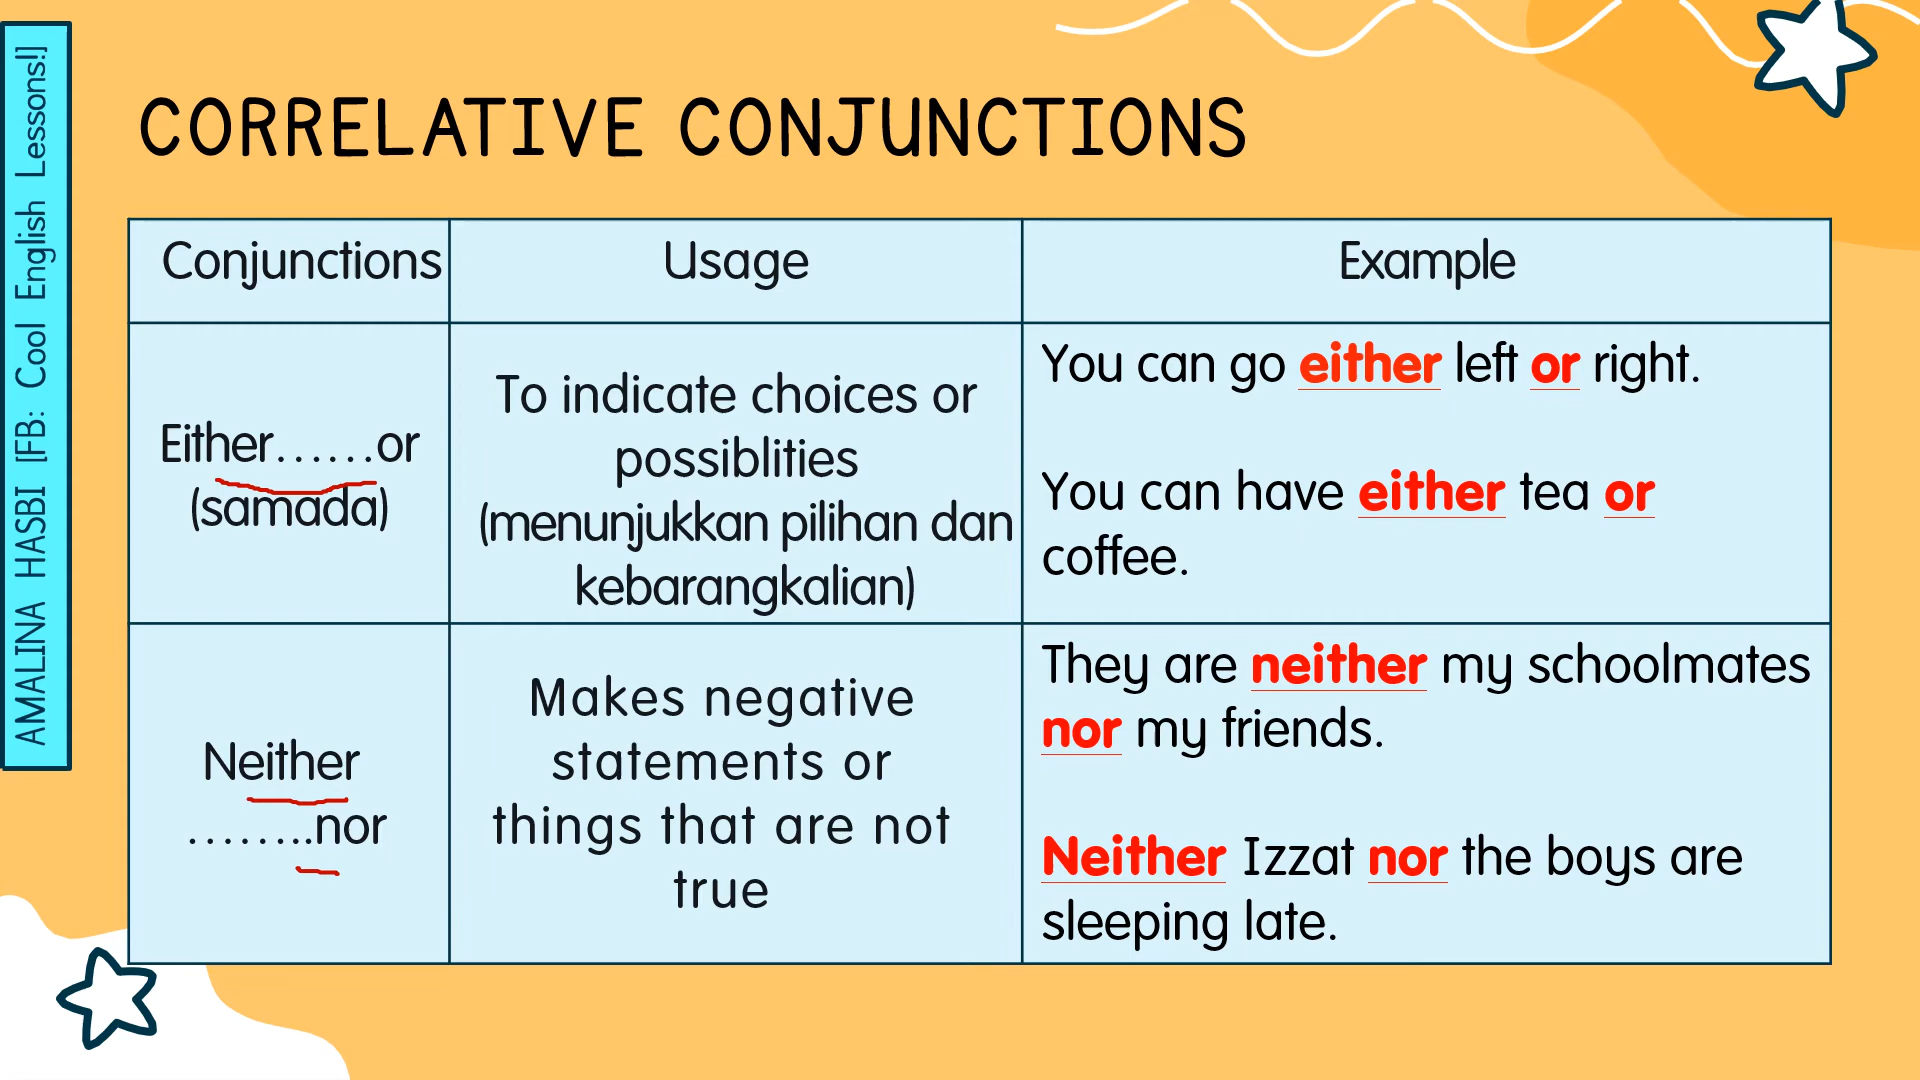 AMALINA HASBI [FB: Cool English Lessons!]
CORRELATIVE CONJUNCTIONS
Conjunctions
Usage
Example
Either......or
(samada)
To indicate choices or
possiblities
(menunjukkan pilihan dan
kebarangkalian)
You can go either left or right.
You can have either tea or
coffee.
Neither
........nor
Makes negative
statements or
things that are not
true
They are neither my schoolmates
nor my friends.
Neither Izzat nor the boys are
sleeping late.